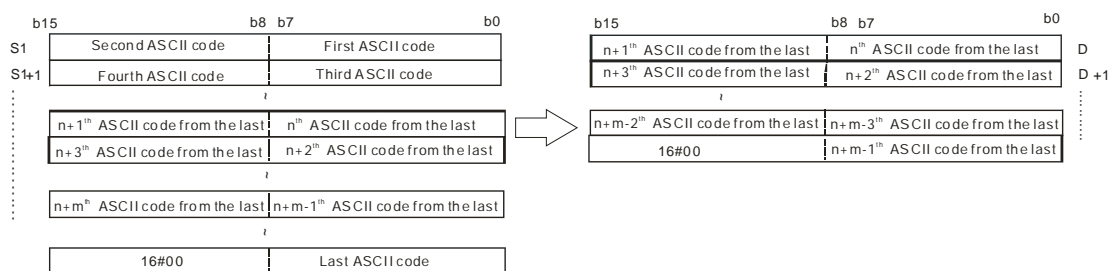 b15 b8 b7 b0
S1 Second ASCII code First ASCII code
S1+1 Fourth ASCII code Third ASCII code
n+1th ASCII code from the last nth ASCII code from the last
n+3th ASCII code from the last n+2th ASCII code from the last
n+mth ASCII code from the last n+m-1th ASCII code from the last
16#00 Last ASCII code
b15 b8 b7 b0
n+1th ASCII code from the last nth ASCII code from the last D
n+3th ASCII code from the last n+2th ASCII code from the last D +1
n+m-2th ASCII code from the last n+m-3th ASCII code from the last
16#00 n+m-1th ASCII code from the last